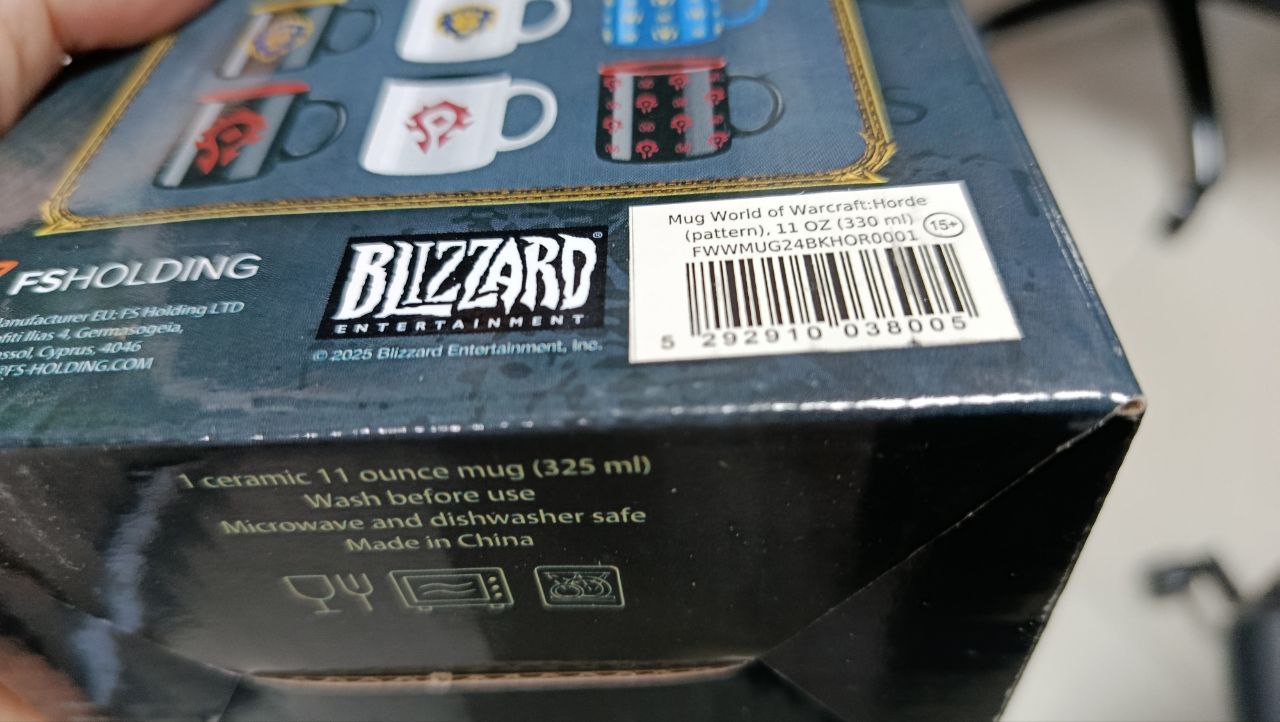 FSHOLDING
Manufacturer EU: FS Holding LTD
Ilias 4, Germasogeia,
Cyprus, 4046
FS-HOLDING.COM
BLIZZARD®
ENTERTAINMENT
© 2025 Blizzard Entertainment, Inc.
Mug World of Warcraft:Horde
(pattern), 11 OZ (330 ml)
15+
FWWMUG24BKHOR0001
5 292910 038005
1 ceramic 11 ounce mug (325 ml)
Wash before use
Microwave and dishwasher safe
Made in China